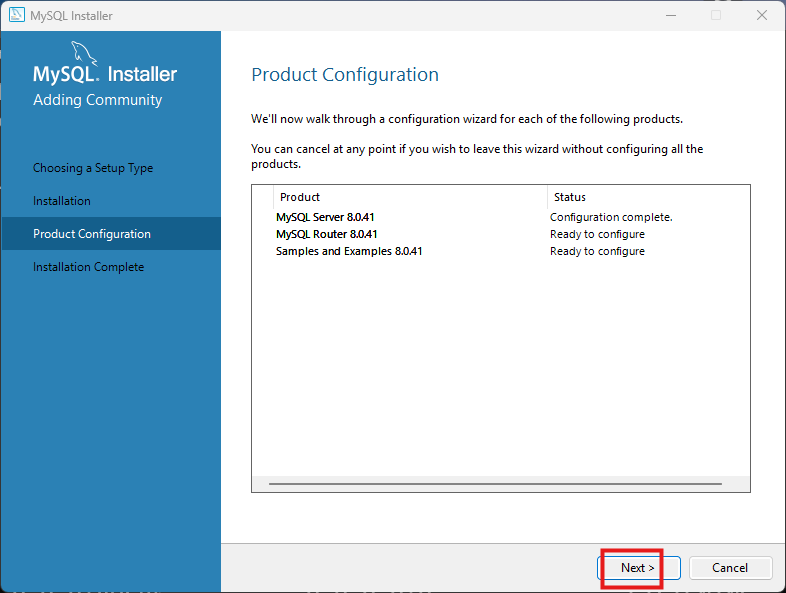 MySQL Installer
MySQL. Installer
Adding Community
Choosing a Setup Type
Installation
Product Configuration
Installation Complete
Product Configuration
We'll now walk through a configuration wizard for each of the following products.
You can cancel at any point if you wish to leave this wizard without configuring all the
products.
Product Status
MySQL Server 8.0.41 Configuration complete.
MySQL Router 8.0.41 Ready to configure
Samples and Examples 8.0.41 Ready to configure
Next > Cancel